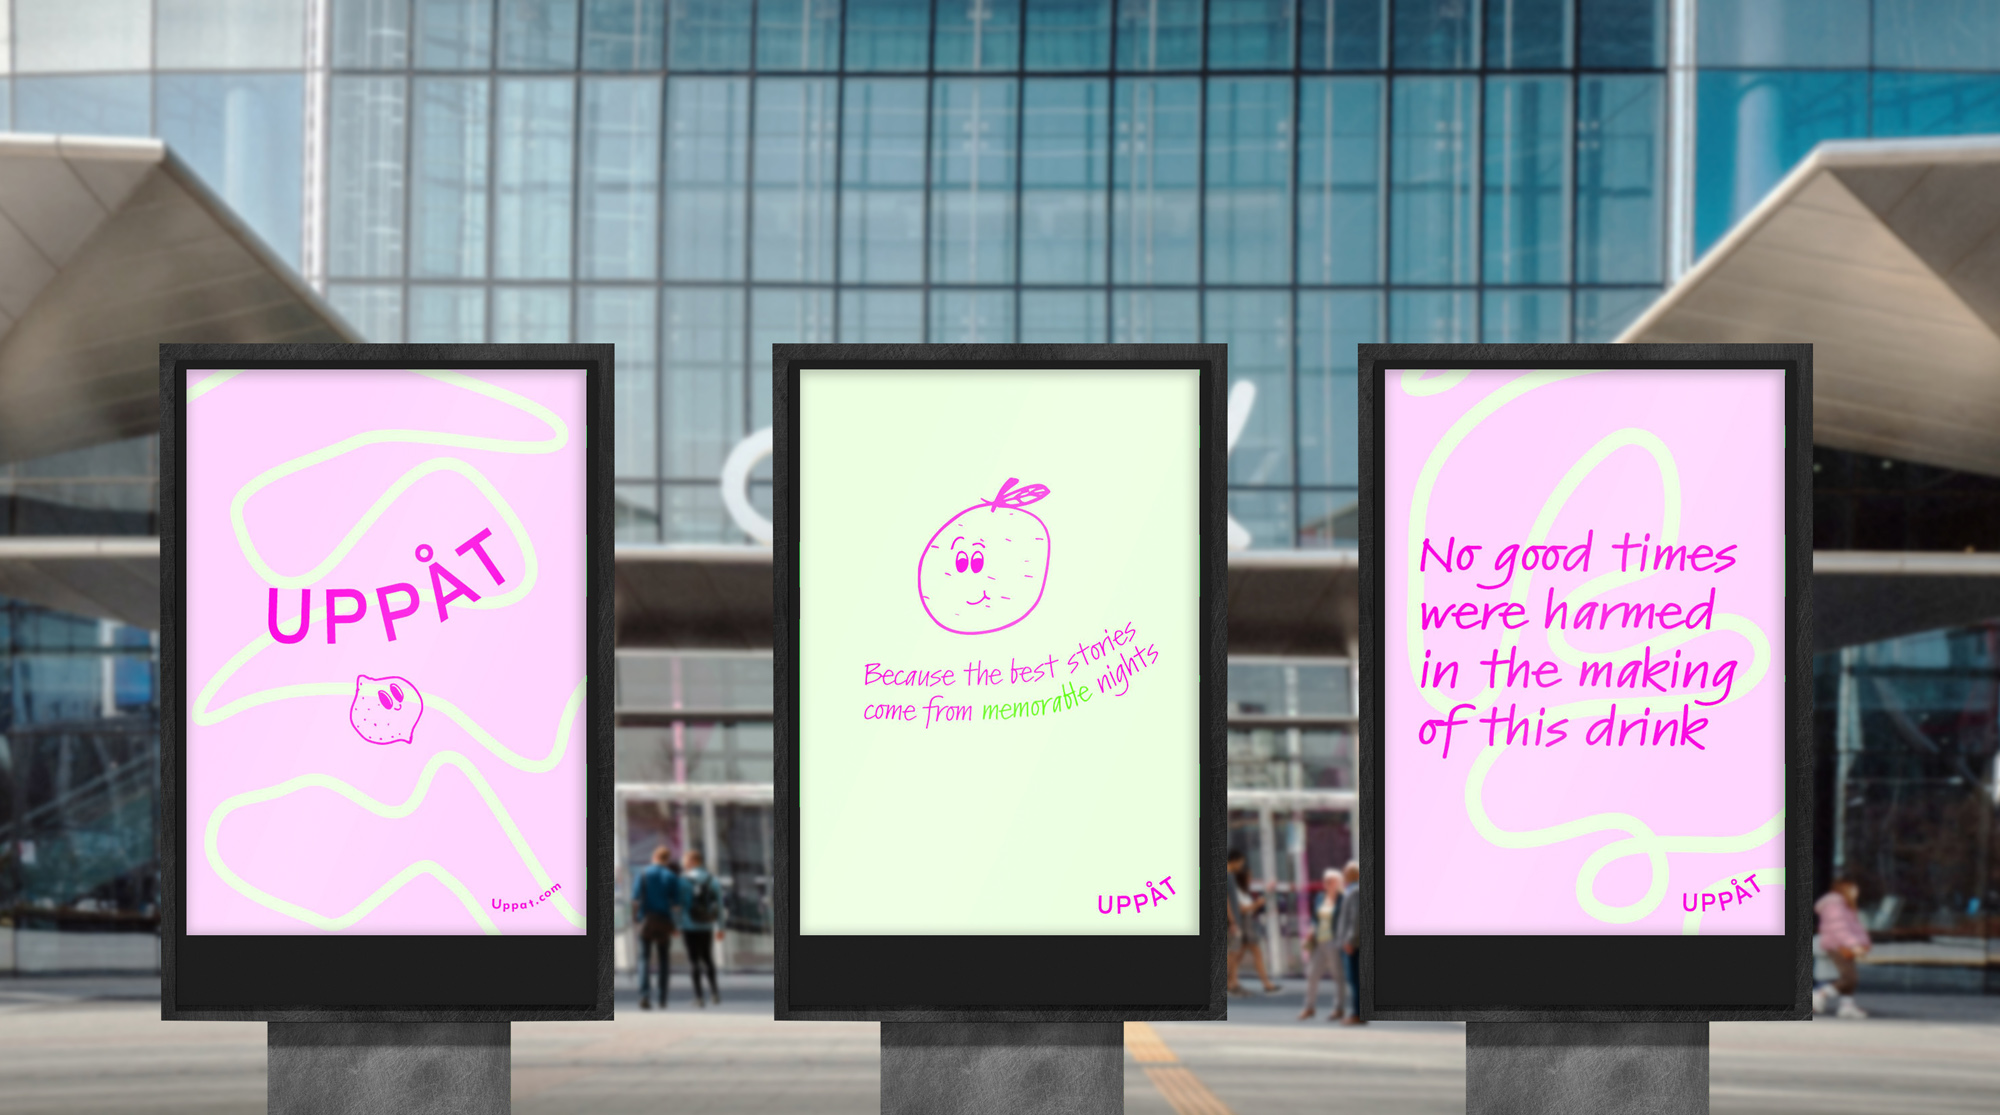 UPPÅT
Uppat.com
Because the best stories
come from memorable nights
UPPÅT
No good times
were harmed
in the making
of this drink
UPPÅT